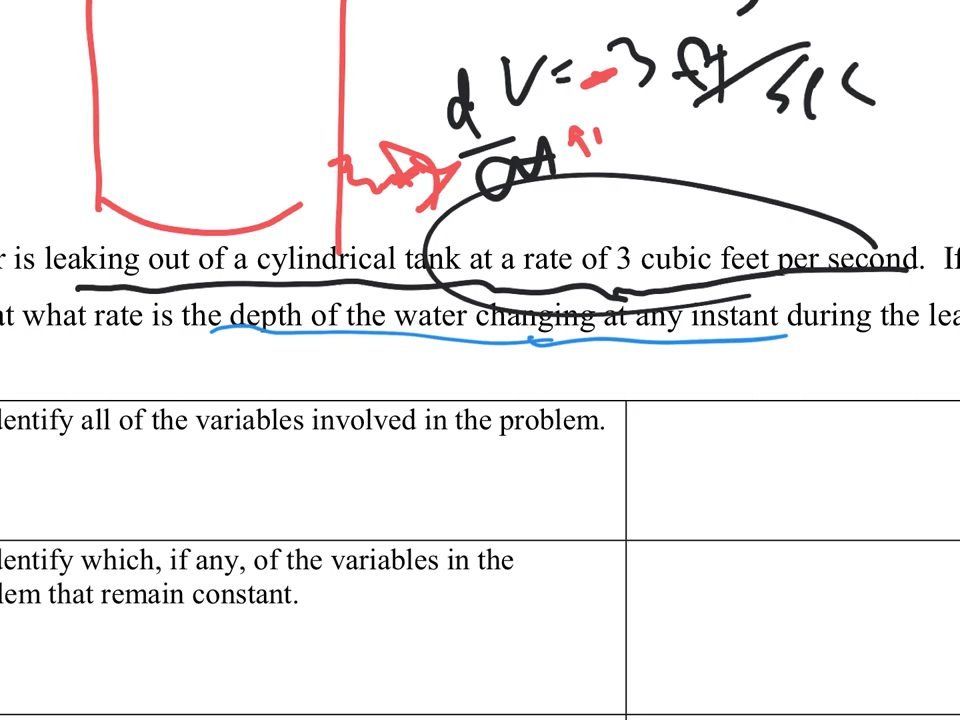 dV = -3 ft/sec
dt
r is leaking out of a cylindrical tank at a rate of 3 cubic feet per second. If
at what rate is the depth of the water changing at any instant during the lea
dentify all of the variables involved in the problem.
dentify which, if any, of the variables in the
lem that remain constant.